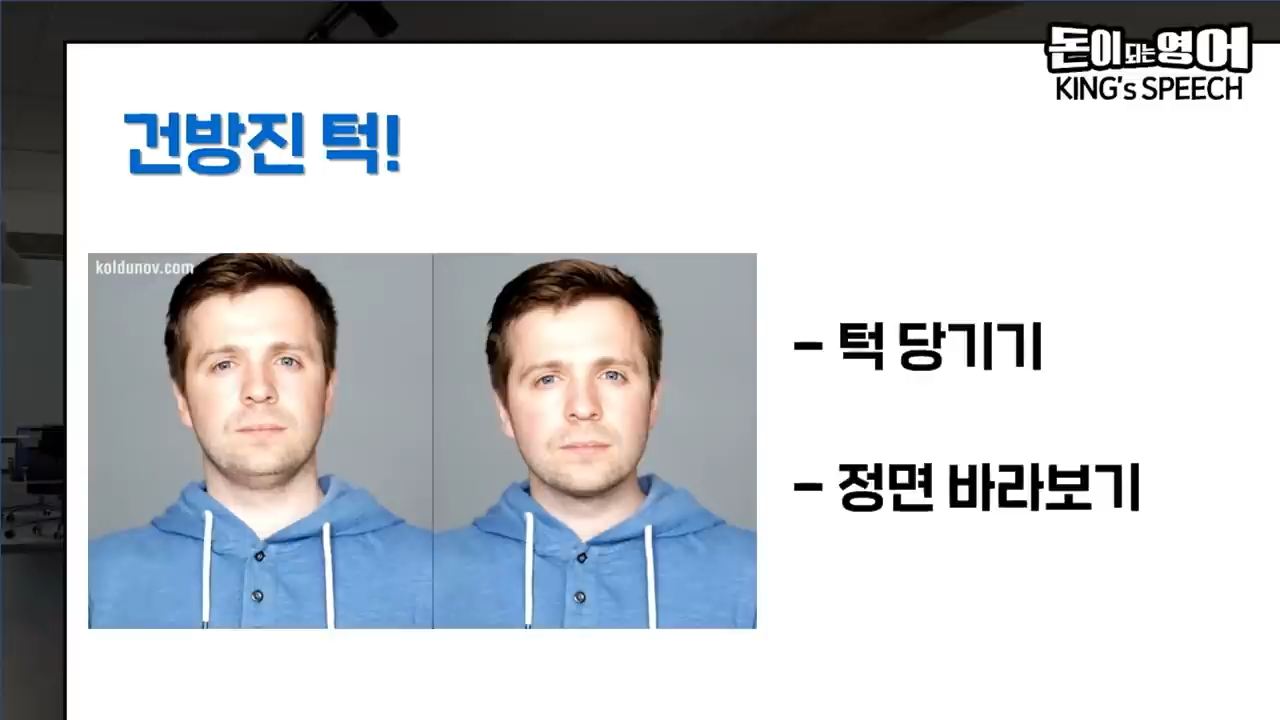 돈이 되는 영어
KING's SPEECH
건방진 턱!
koldunov.com
- 턱 당기기
- 정면 바라보기